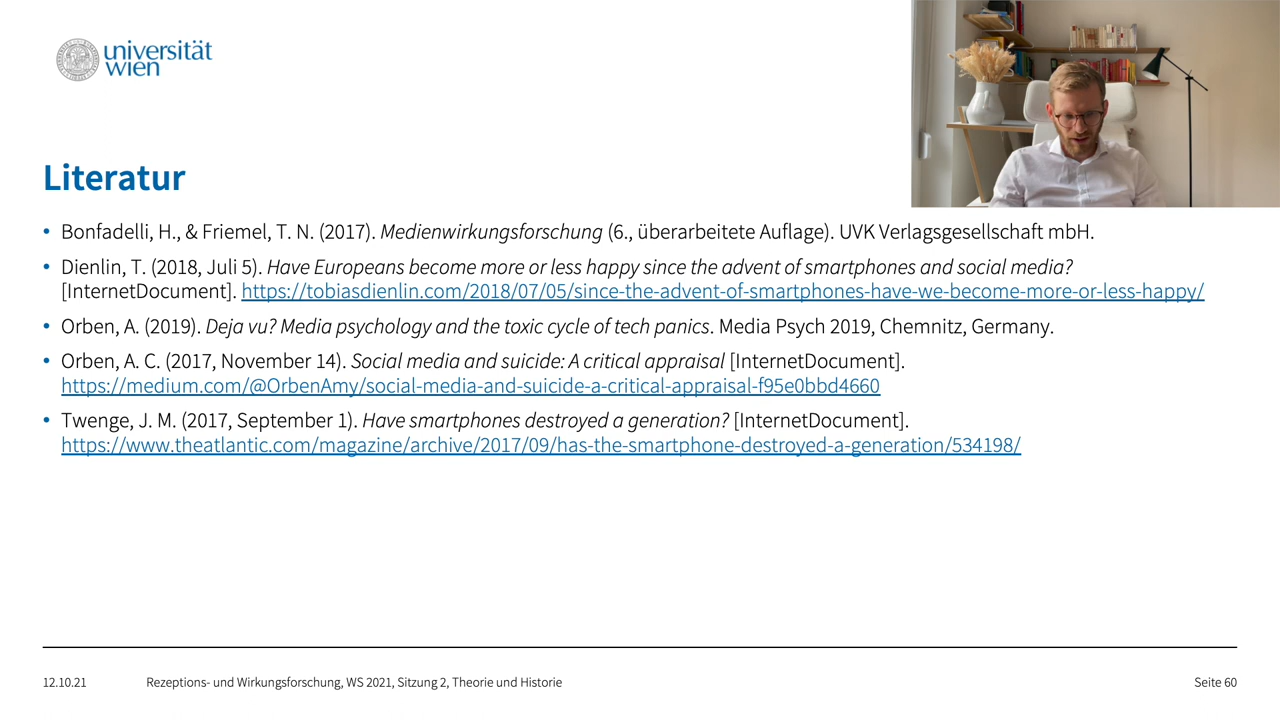 universität
wien
Literatur
• Bonfadelli, H., & Friemel, T. N. (2017). Medienwirkungsforschung (6., überarbeitete Auflage). UVK Verlagsgesellschaft mbH.
• Dienlin, T. (2018, Juli 5). Have Europeans become more or less happy since the advent of smartphones and social media?
[InternetDocument]. https://tobiasdienlin.com/2018/07/05/since-the-advent-of-smartphones-have-we-become-more-or-less-happy/
• Orben, A. (2019). Deja vu? Media psychology and the toxic cycle of tech panics. Media Psych 2019, Chemnitz, Germany.
• Orben, A. C. (2017, November 14). Social media and suicide: A critical appraisal [InternetDocument].
https://medium.com/@OrbenAmy/social-media-and-suicide-a-critical-appraisal-f95e0bbd4660
• Twenge, J. M. (2017, September 1). Have smartphones destroyed a generation? [InternetDocument].
https://www.theatlantic.com/magazine/archive/2017/09/has-the-smartphone-destroyed-a-generation/534198/
12.10.21 Rezeptions- und Wirkungsforschung, WS 2021, Sitzung 2, Theorie und Historie Seite 60